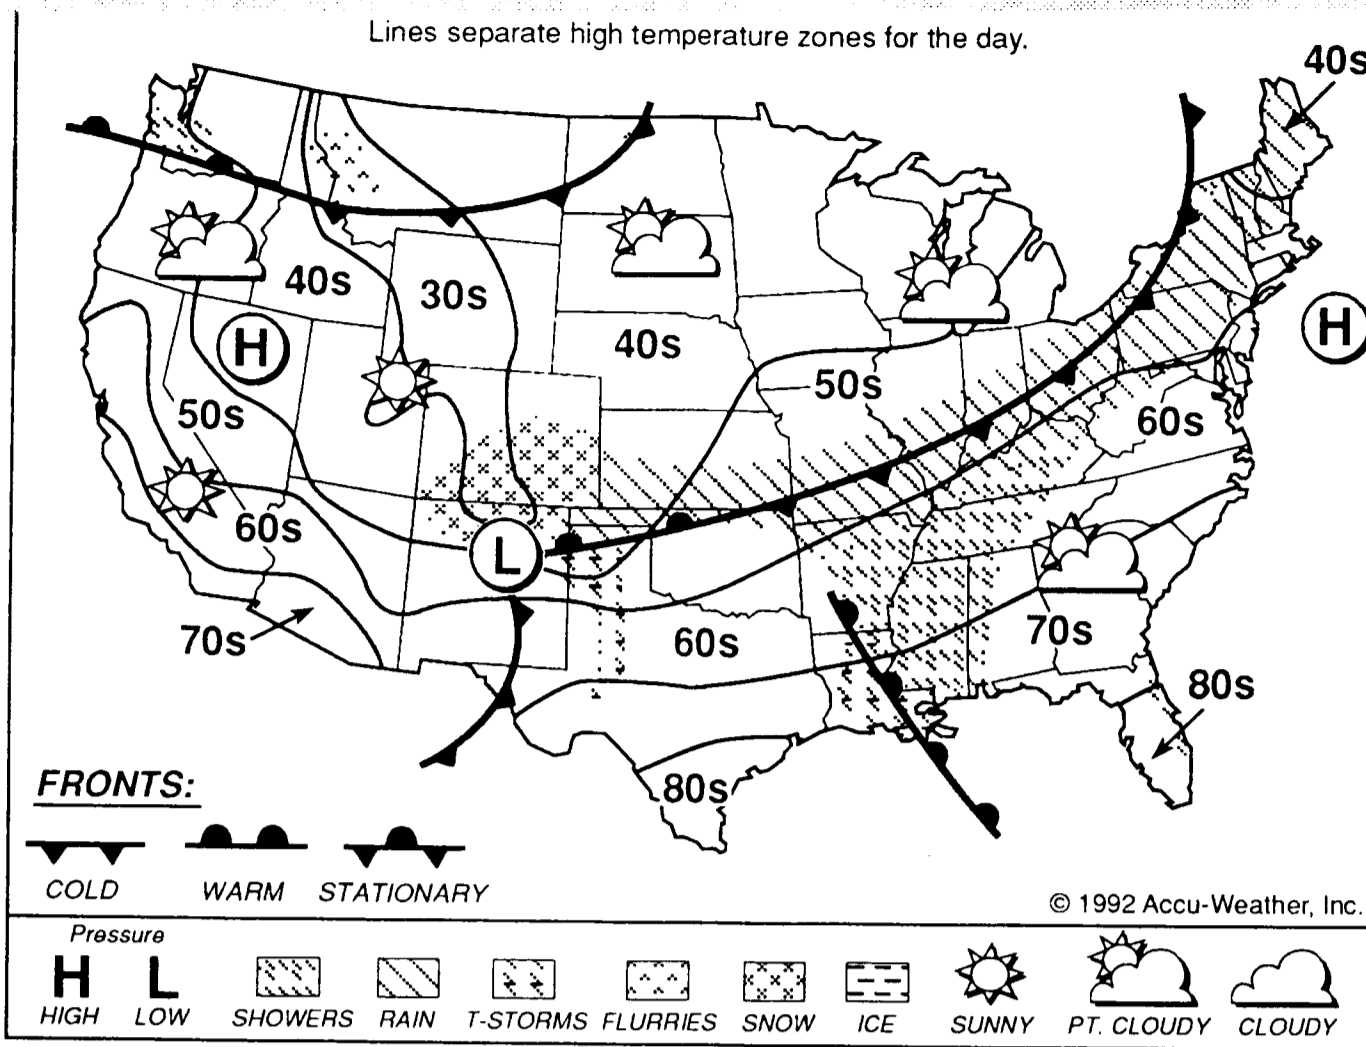 Lines separate high temperature zones for the day.
40s
40s
30s
H
H
40s
50s
50s
60s
60s
L
70s
60s
70s
80s
80s
FRONTS:
COLD WARM STATIONARY
© 1992 Accu-Weather, Inc.
Pressure
H L
HIGH LOW SHOWERS RAIN T-STORMS FLURRIES SNOW ICE SUNNY PT. CLOUDY CLOUDY